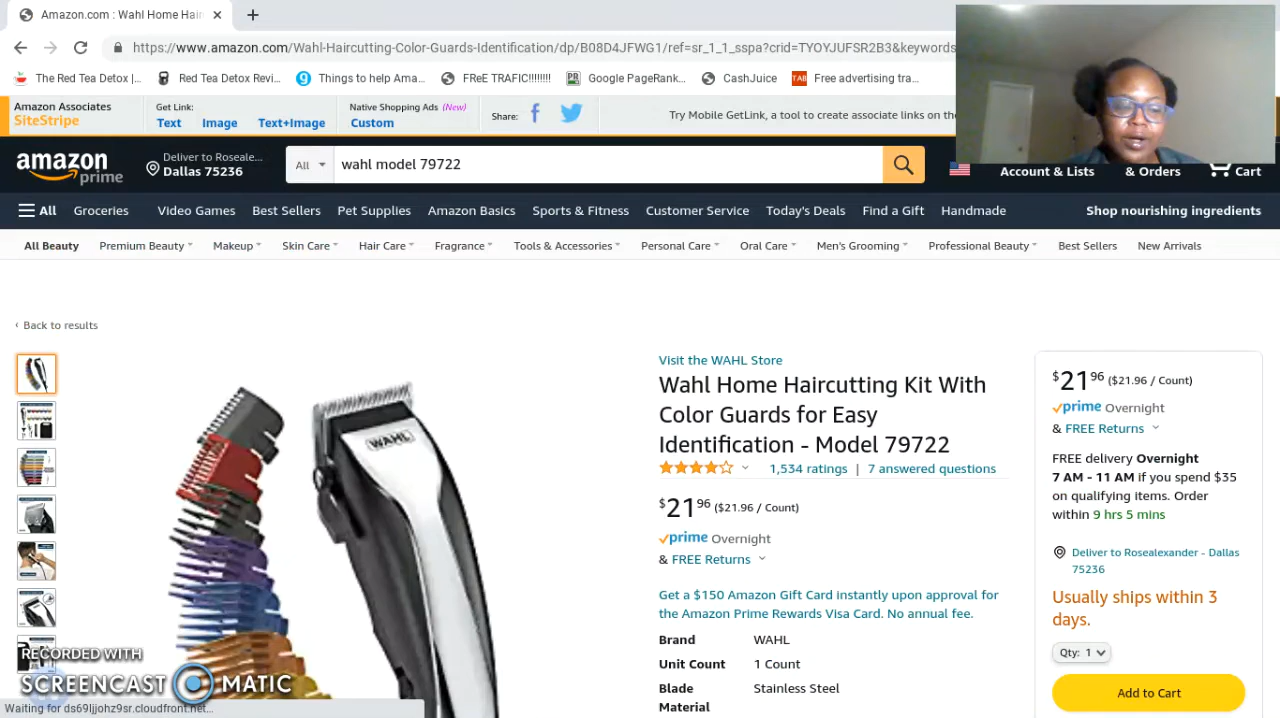 Amazon.com : Wahl Home Hair
https://www.amazon.com/Wahl-Haircutting-Color-Guards-Identification/dp/B08D4JFWG1/ref=sr_1_1_sspa?crid=TYOYJUFSR2B3&keywords
The Red Tea Detox |... Red Tea Detox Revi... Things to help Ama... FReE TRAFIC!!!!!!!! PR Google PageRank... CashJuice TAB Free advertising tra...
Amazon Associates Get Link: Native Shopping Ads (New) Share: Try Mobile GetLink, a tool to create associate links on the
SiteStripe Text Image Text+Image Custom
amazon prime Deliver to Rosealex... All wahl model 79722
Dallas 75236 Account & Lists & Orders Cart
All Groceries Video Games Best Sellers Pet Supplies Amazon Basics Sports & Fitness Customer Service Today's Deals Find a Gift Handmade Shop nourishing ingredients
All Beauty Premium Beauty Makeup Skin Care Hair Care Fragrance Tools & Accessories Personal Care Oral Care Men's Grooming Professional Beauty Best Sellers New Arrivals
‹ Back to results
Visit the WAHL Store
Wahl Home Haircutting Kit With
Color Guards for Easy
Identification - Model 79722
1,534 ratings | 7 answered questions
$21 96 ($21.96 / Count)
prime Overnight
& FREE Returns
Get a $150 Amazon Gift Card instantly upon approval for
the Amazon Prime Rewards Visa Card. No annual fee.
Brand WAHL
Unit Count 1 Count
Blade Stainless Steel
Material
$21 96 ($21.96 / Count)
prime Overnight
& FREE Returns
FREE delivery Overnight
7 AM - 11 AM if you spend $35
on qualifying items. Order
within 9 hrs 5 mins
Deliver to Rosealexander - Dallas
75236
Usually ships within 3
days.
Qty: 1
Add to Cart
WAHL
RECORDED WITH
SCREENCAST MATIC
Waiting for ds69ljjohz9sr.cloudfront.net...